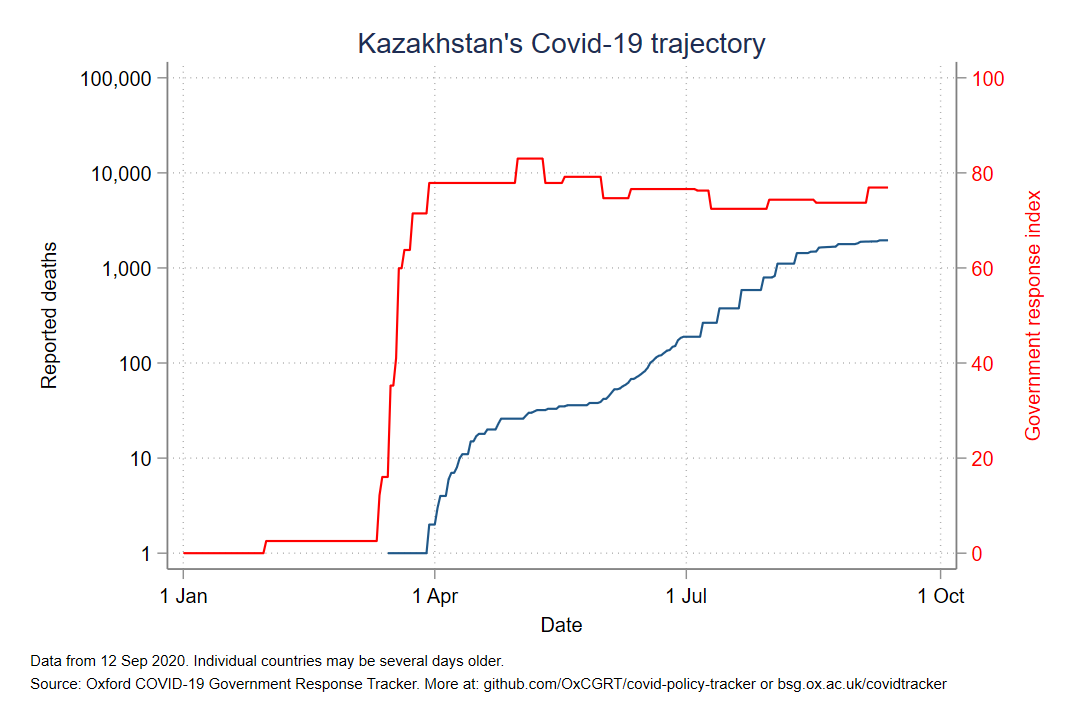 Kazakhstan's Covid-19 trajectory
100,000
10,000
1,000
100
10
1
Reported deaths
100
80
60
40
20
0
Government response index
1 Jan 1 Apr 1 Jul 1 Oct
Date
Data from 12 Sep 2020. Individual countries may be several days older.
Source: Oxford COVID-19 Government Response Tracker. More at: github.com/OxCGRT/covid-policy-tracker or bsg.ox.ac.uk/covidtracker